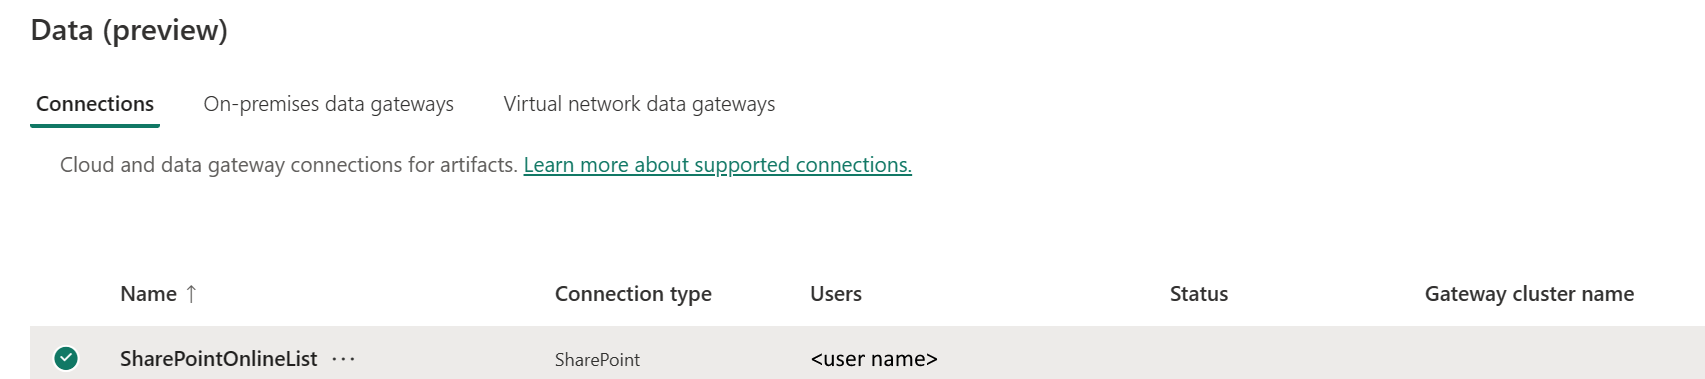 Data (preview)
Connections On-premises data gateways Virtual network data gateways
Cloud and data gateway connections for artifacts. Learn more about supported connections.
Name ↑ Connection type Users Status Gateway cluster name
SharePointOnlineList ··· SharePoint <user name>